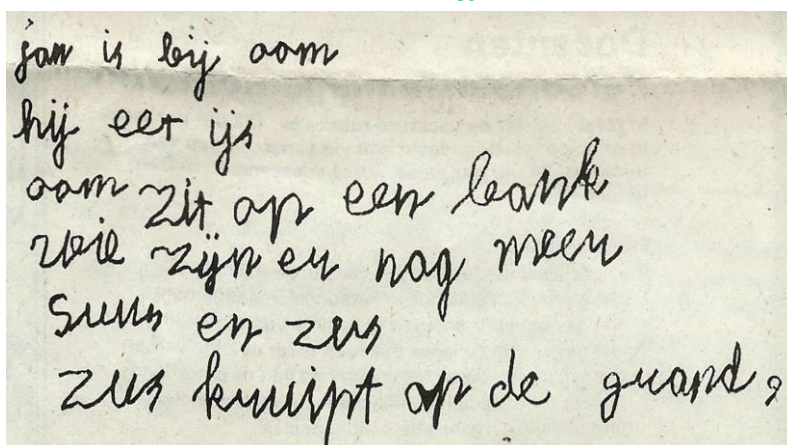 jan is bij oom
hij eet ijs
oom zit op een bank
wie zijn er nog meer
suus en zus
zus kruipt op de grond,